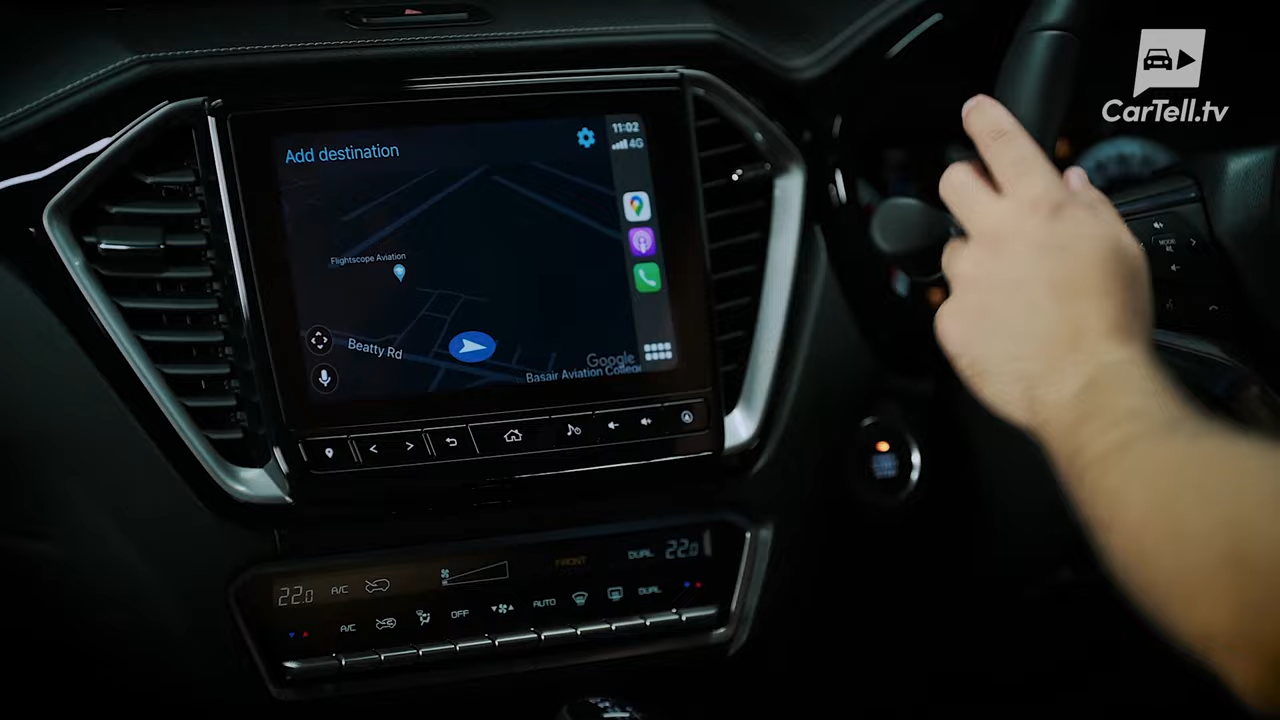 CarTell.tv
Add destination
11:02
4G
Flightscope Aviation
Beatty Rd
Google
Basair Aviation College
22.0
A/C
FRONT
DUAL
22.0
A/C
OFF
AUTO
DUAL
MODE